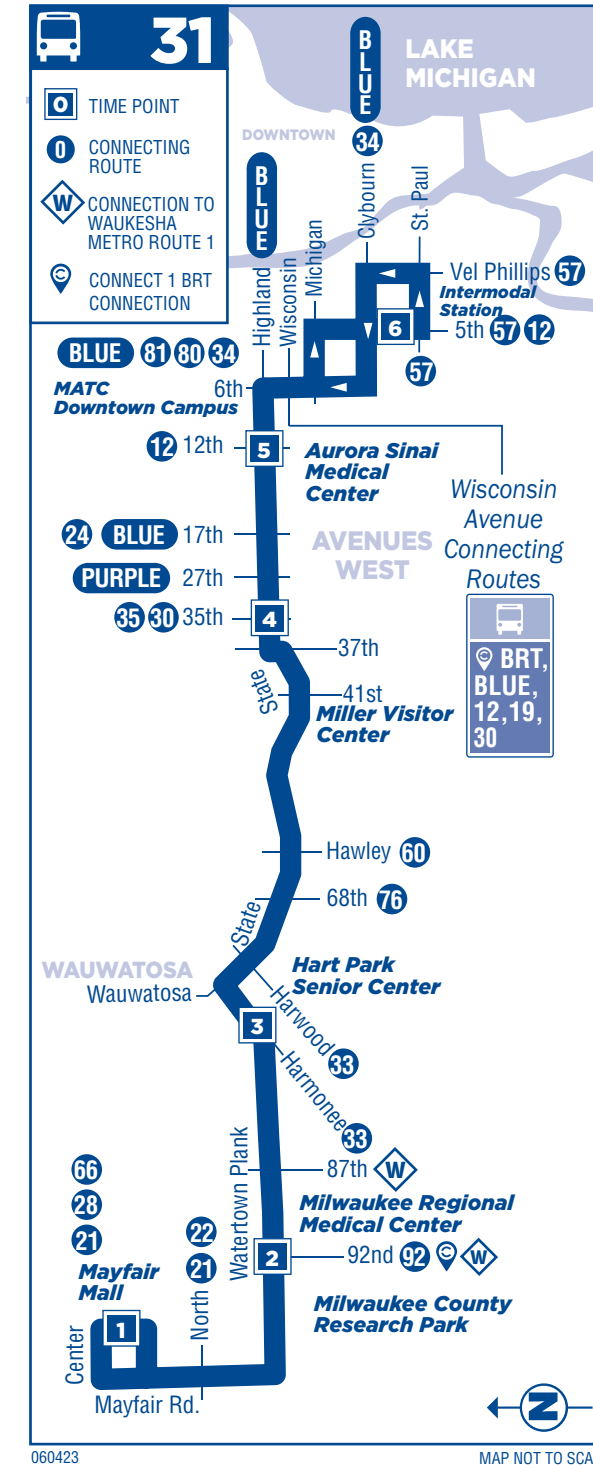 31
O TIME POINT
0 CONNECTING
ROUTE
W CONNECTION TO
WAUKESHA
METRO ROUTE 1
C CONNECT 1 BRT
CONNECTION
LAKE
MICHIGAN
DOWNTOWN
BLUE
34
BLUE
Highland
Wisconsin
Michigan
Clybourn
St. Paul
Vel Phillips 57
Intermodal
Station
6
5th 57 12
57
BLUE 81 80 34
6th
MATC
Downtown Campus
12 12th
5
Aurora Sinai
Medical
Center
Wisconsin
Avenue
Connecting
Routes
C BRT,
BLUE,
12,19,
30
24 BLUE 17th
AVENUES
WEST
PURPLE 27th
35 30 35th
4
37th
State
41st
Miller Visitor
Center
Hawley 60
68th 76
State
WAUWATOSA
Wauwatosa
Hart Park
Senior Center
3
Harwood 33
Harmonee 33
Watertown Plank
87th W
Milwaukee Regional
Medical Center
2
92nd 92 C W
Milwaukee County
Research Park
66
28
21
Mayfair
Mall
22
21
North
1
Center
Mayfair Rd.
N
060423
MAP NOT TO SCA